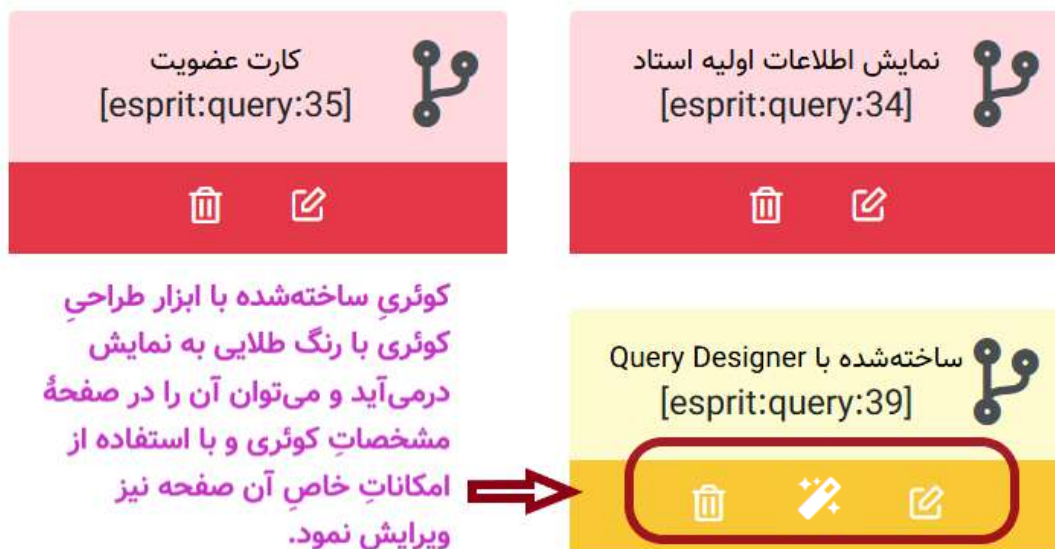 نمایش اطلاعات اولیه استاد
[esprit:query:34]
کارت عضویت
[esprit:query:35]
ساخته‌شده با Query Designer
[esprit:query:39]
کوئریِ ساخته‌شده با ابزار طراحیِ
کوئری با رنگ طلایی به نمایش
درمی‌آید و می‌توان آن را در صفحهٔ
مشخصاتِ کوئری و با استفاده از
امکاناتِ خاصِ آن صفحه نیز
ویرایش نمود.